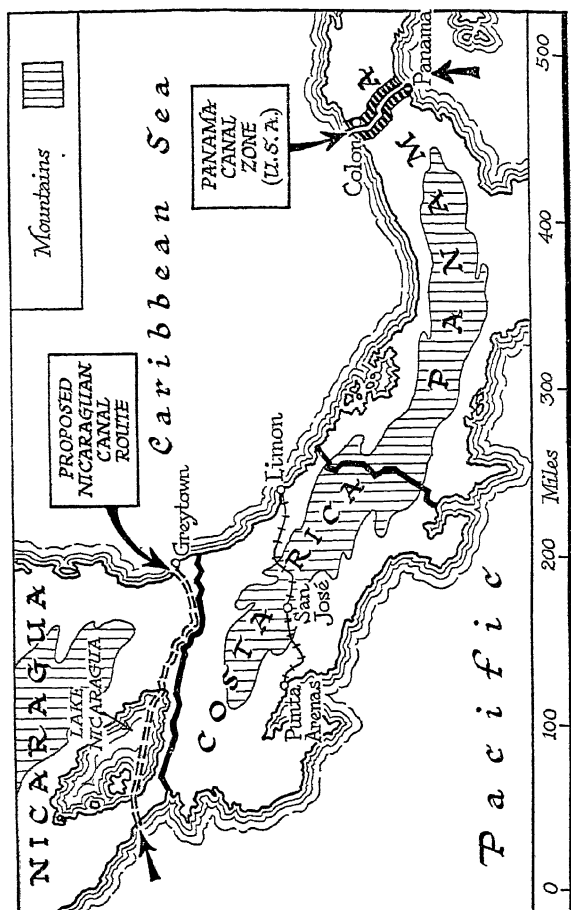 Mountains
NICARAGUA
LAKE
NICARAGUA
PROPOSED
NICARAGUAN
CANAL
ROUTE
Greytown
Caribbean Sea
PANAMA
CANAL
ZONE
(U.S.A.)
Colon
Panama
COSTA RICA
Limon
San
José
Punta
Arenas
PANAMA
Pacific
0 100 200 Miles 300 400 500